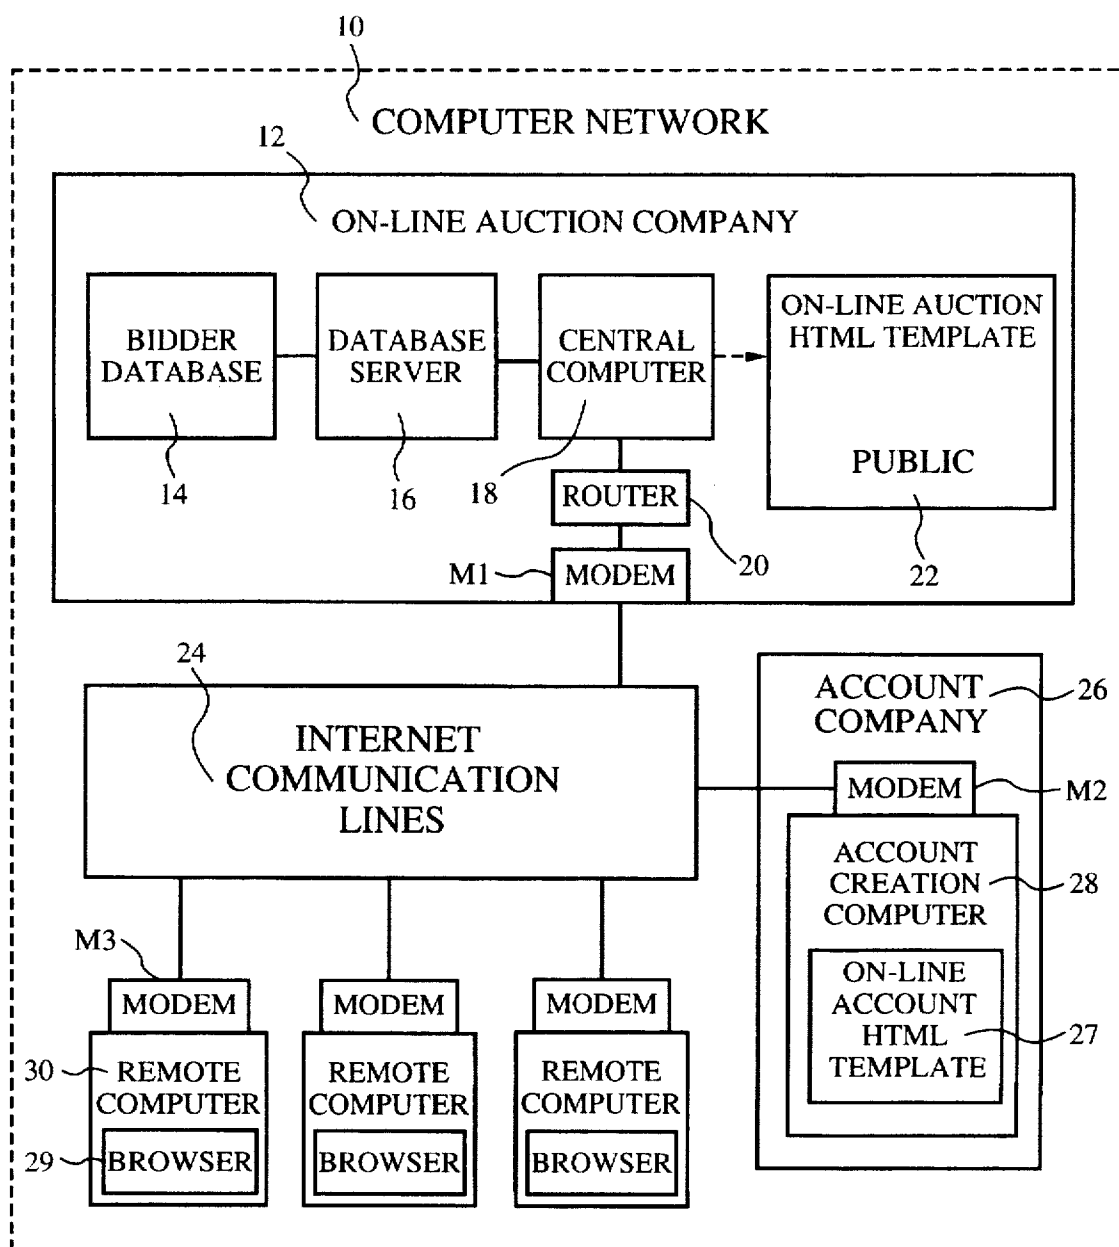 10
COMPUTER NETWORK
12
ON-LINE AUCTION COMPANY
BIDDER
DATABASE
14
DATABASE
SERVER
16
CENTRAL
COMPUTER
18
ON-LINE AUCTION
HTML TEMPLATE
PUBLIC
22
ROUTER
20
M1
MODEM
24
INTERNET
COMMUNICATION
LINES
ACCOUNT
COMPANY
26
MODEM
M2
ACCOUNT
CREATION
COMPUTER
28
ON-LINE
ACCOUNT
HTML
TEMPLATE
27
M3
MODEM
MODEM
MODEM
30
REMOTE
COMPUTER
REMOTE
COMPUTER
REMOTE
COMPUTER
29
BROWSER
BROWSER
BROWSER